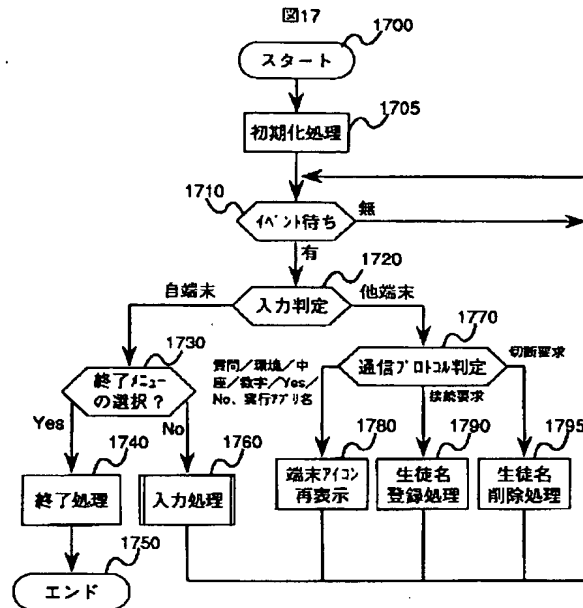 図17
1700
スタート
1705
初期化処理
1710
ｲﾍﾞﾝﾄ待ち
無
有
1720
自端末
入力判定
他端末
1730
終了ﾒﾆｭｰ
の選択？
質問／環境／中
座／数字／Yes／
No、実行アプリ名
1770
通信ﾌﾟﾛﾄｺﾙ判定
切断要求
接続要求
Yes
No
1740
終了処理
1760
入力処理
1780
端末ｱｲｺﾝ
再表示
1790
生徒名
登録処理
1795
生徒名
削除処理
1750
エンド